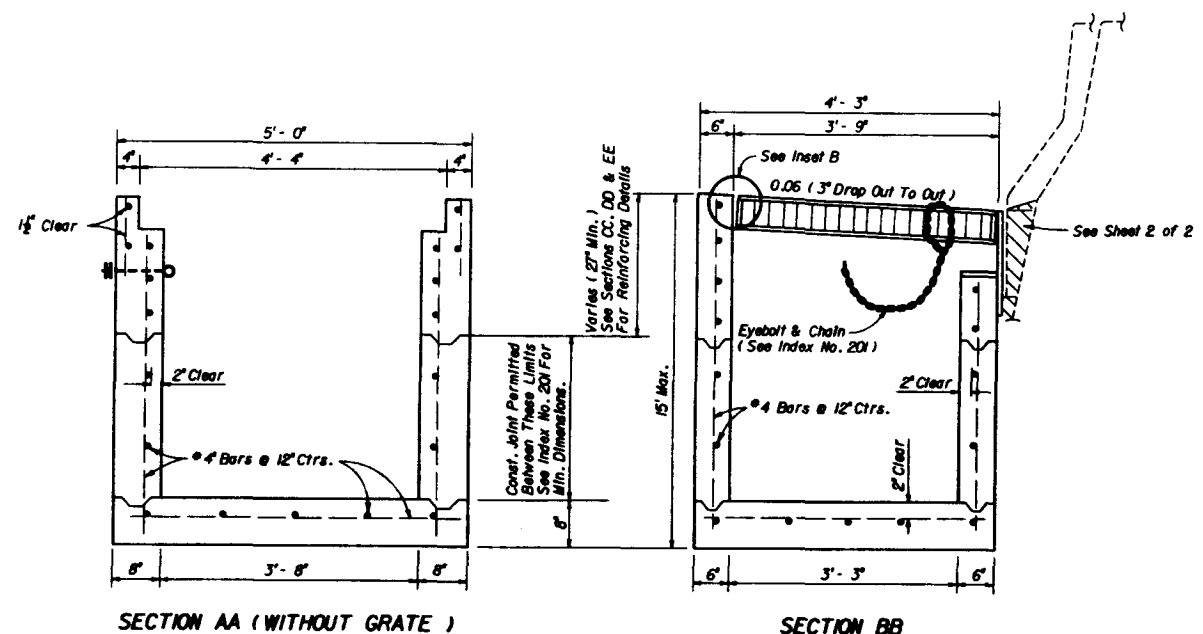 5'- 0"
4" 4'- 4" 4"
1½" Clear
2" Clear
#4" Bars @ 12" Ctrs.
8" 3'- 8" 8"
SECTION AA ( WITHOUT GRATE )
Varies ( 27" Min. )
See Sections CC, DD & EE
For Reinforcing Details
Const. Joint Permitted
Between These Limits
See Index No. 201 For
Min. Dimensions.
8"
4'- 3"
6" 3'- 9"
See Inset B
0.06 ( 3" Drop Out To Out )
See Sheet 2 of 2
Eyebolt & Chain
( See Index No. 201 )
15' Max.
2" Clear
#4 Bars @ 12" Ctrs.
2" Clear
6" 3'- 3" 6"
SECTION BB